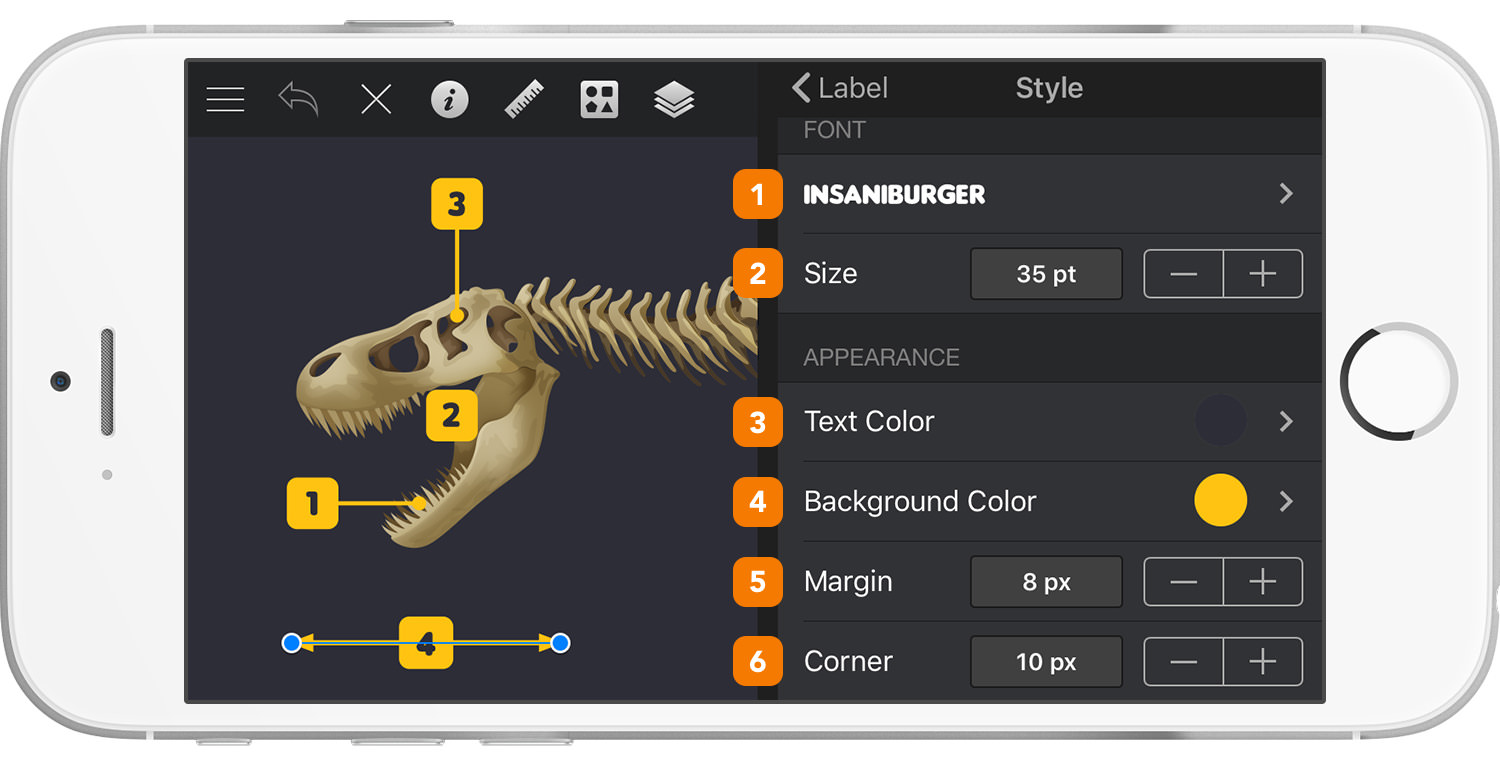 Label Style
FONT
1 INSANIBURGER
2 Size 35 pt
APPEARANCE
3 Text Color
4 Background Color
5 Margin 8 px
6 Corner 10 px
3
2
1
4